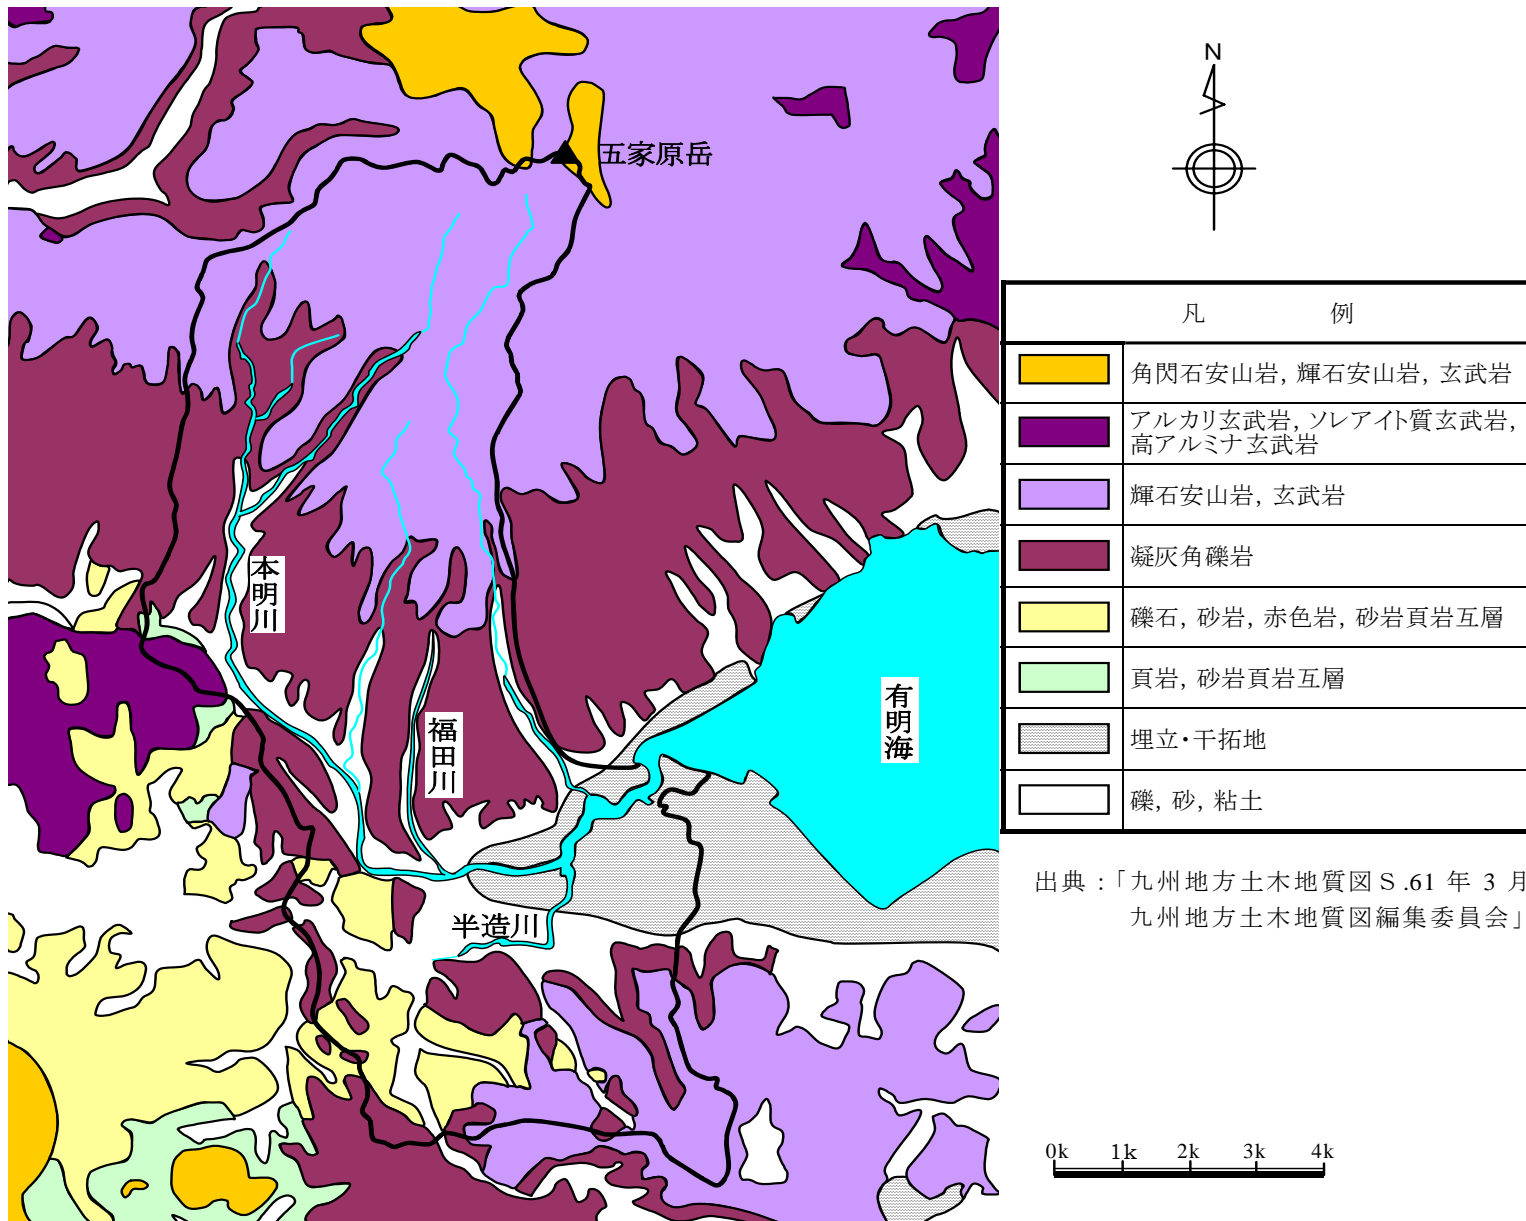 N
五家原岳
本明川
福田川
有明海
半造川
凡　例
角閃石安山岩, 輝石安山岩, 玄武岩
アルカリ玄武岩, ソレアイト質玄武岩,
高アルミナ玄武岩
輝石安山岩, 玄武岩
凝灰角礫岩
礫石, 砂岩, 赤色岩, 砂岩頁岩互層
頁岩, 砂岩頁岩互層
埋立・干拓地
礫, 砂, 粘土
出典：「九州地方土木地質図Ｓ.61 年 3 月
九州地方土木地質図編集委員会」
0k 1k 2k 3k 4k